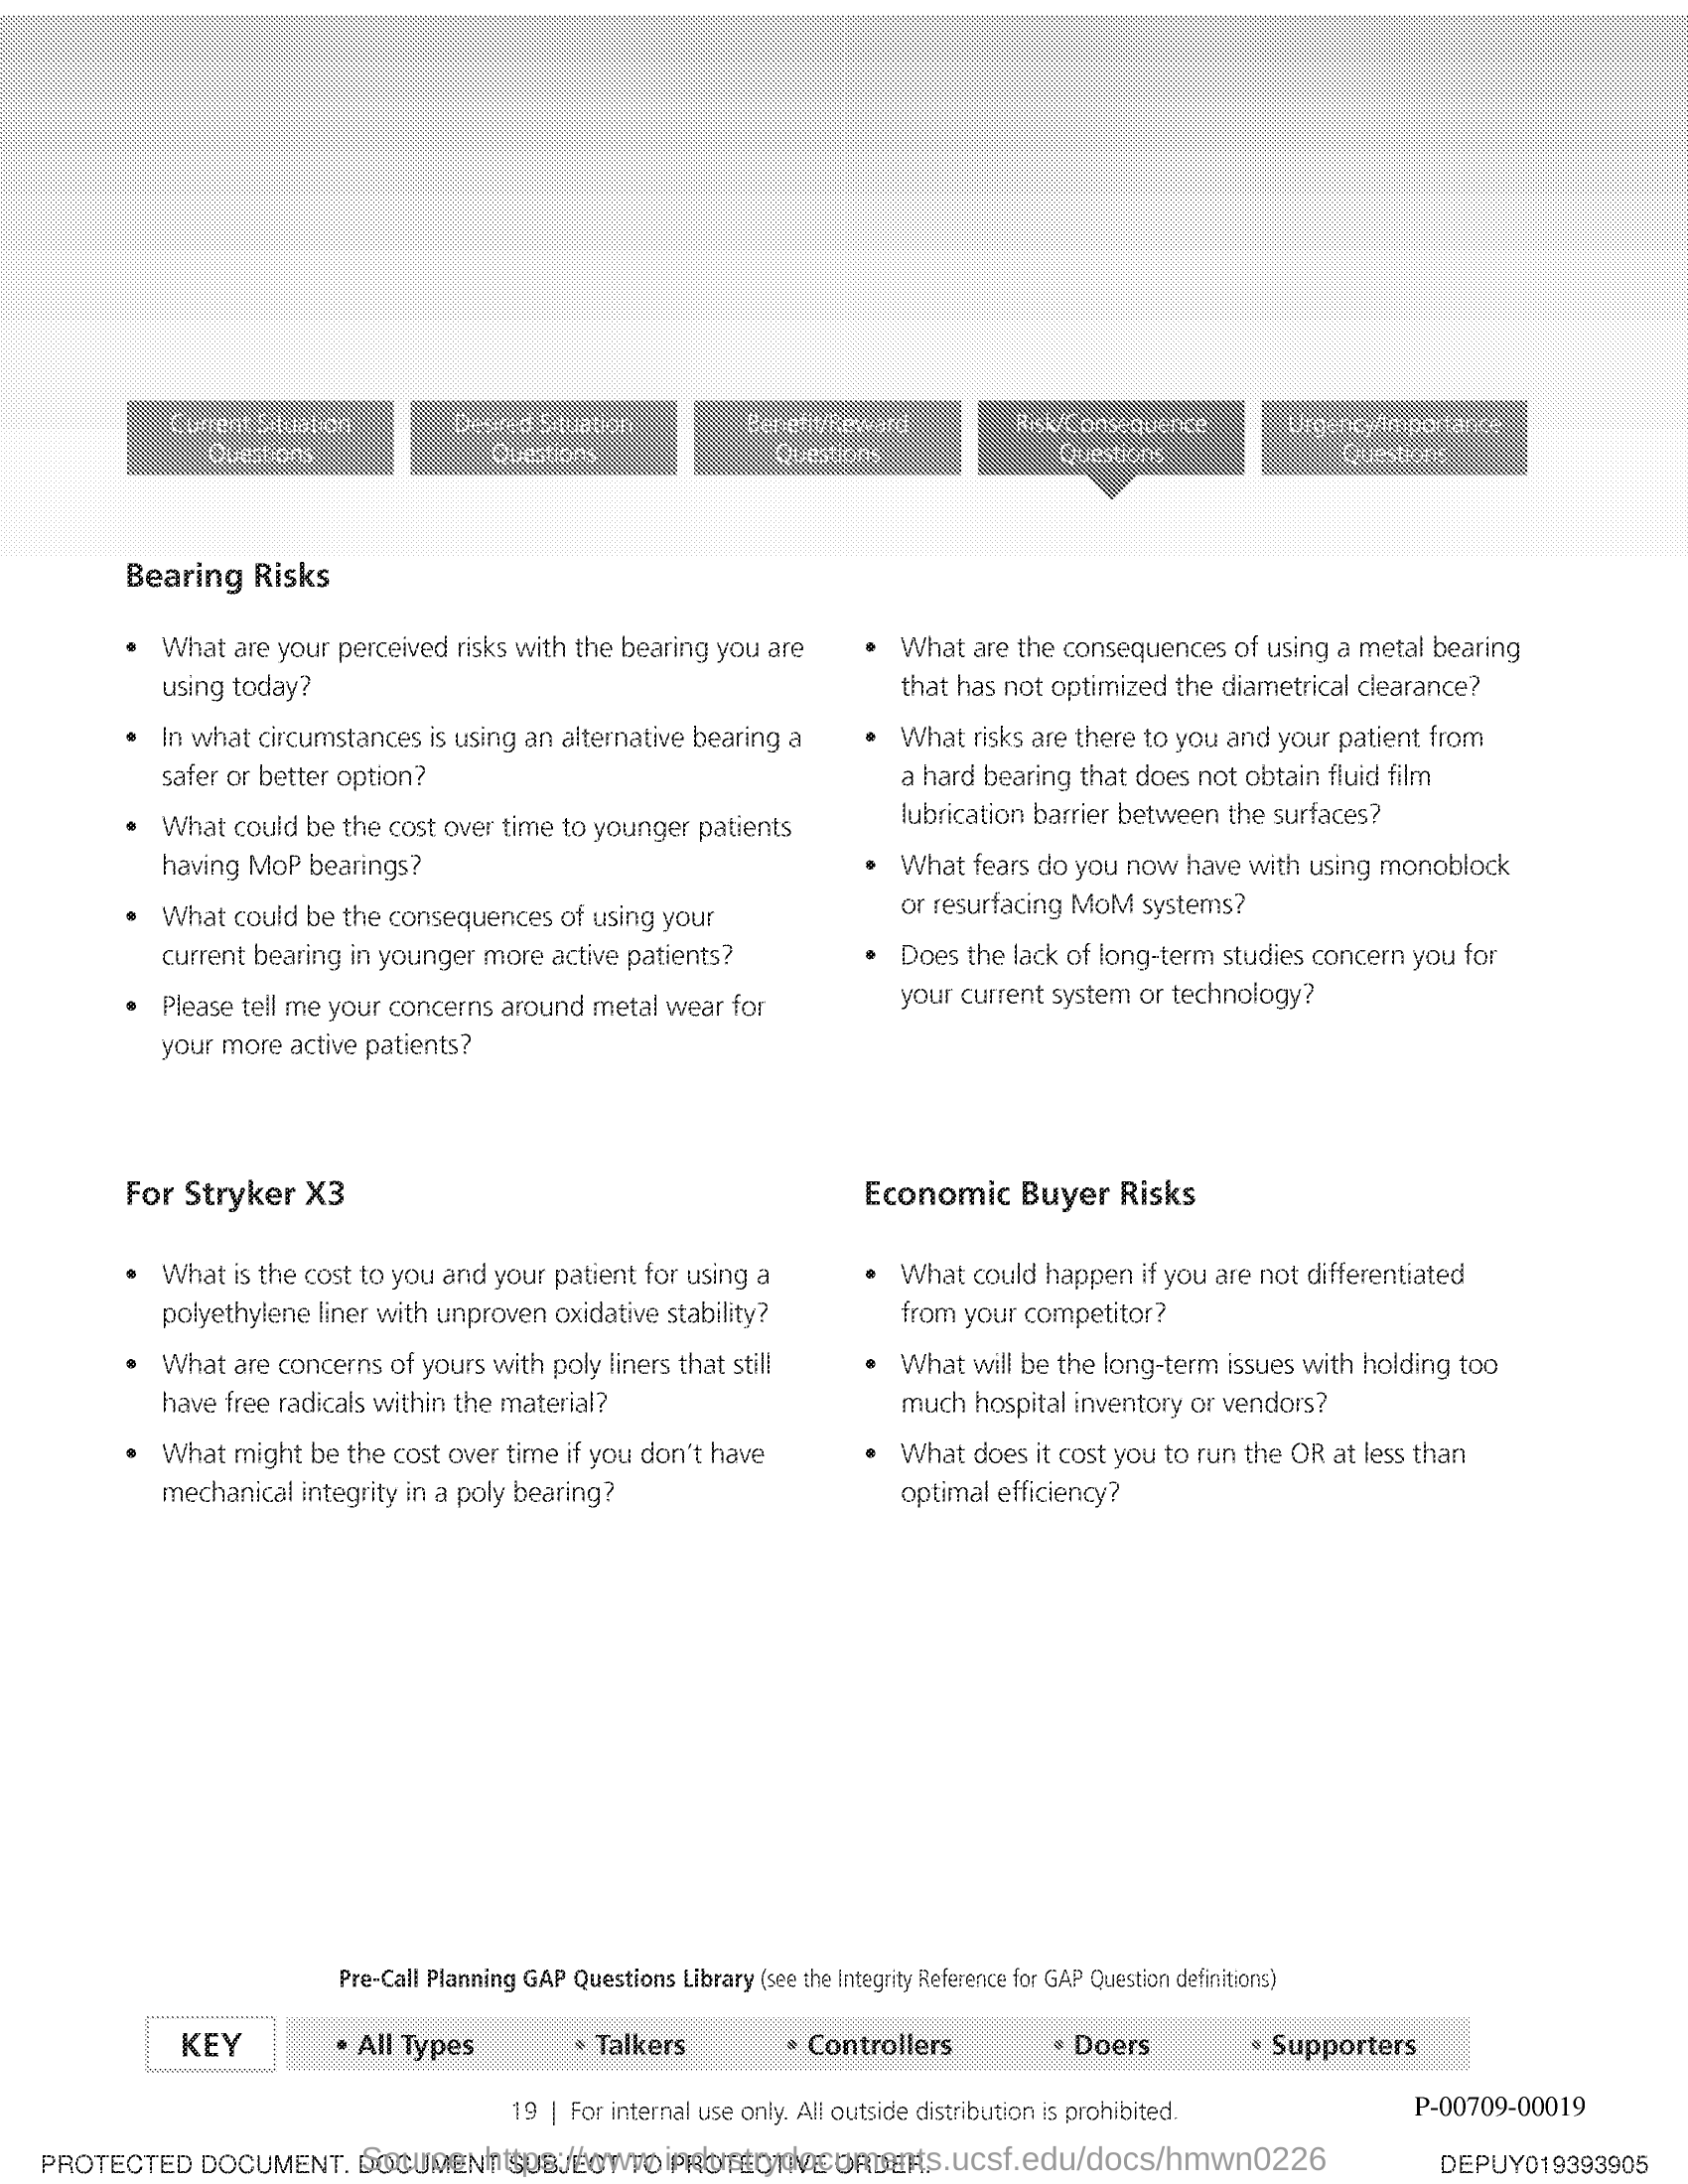 Current Situation
Questions
Desired Situation
Questions
Benefit/Reward
Questions
Risk/Consequence
Questions
Urgency/Importance
Questions
Bearing Risks
• What are your perceived risks with the bearing you are
using today?
• In what circumstances is using an alternative bearing a
safer or better option?
• What could be the cost over time to younger patients
having MoP bearings?
• What could be the consequences of using your
current bearing in younger more active patients?
• Please tell me your concerns around metal wear for
your more active patients?
• What are the consequences of using a metal bearing
that has not optimized the diametrical clearance?
• What risks are there to you and your patient from
a hard bearing that does not obtain fluid film
lubrication barrier between the surfaces?
• What fears do you now have with using monoblock
or resurfacing MoM systems?
• Does the lack of long-term studies concern you for
your current system or technology?
For Stryker X3
• What is the cost to you and your patient for using a
polyethylene liner with unproven oxidative stability?
• What are concerns of yours with poly liners that still
have free radicals within the material?
• What might be the cost over time if you don't have
mechanical integrity in a poly bearing?
Economic Buyer Risks
• What could happen if you are not differentiated
from your competitor?
• What will be the long-term issues with holding too
much hospital inventory or vendors?
• What does it cost you to run the OR at less than
optimal efficiency?
Pre-Call Planning GAP Questions Library (see the Integrity Reference for GAP Question definitions)
KEY • All Types • Talkers • Controllers • Doers • Supporters
19 | For internal use only. All outside distribution is prohibited.
P-00709-00019
PROTECTED DOCUMENT. DOCUMENT SUBJECT TO PROTECTIVE ORDER.
Source: https://www.industrydocuments.ucsf.edu/docs/hmwn0226
DEPUY019393905